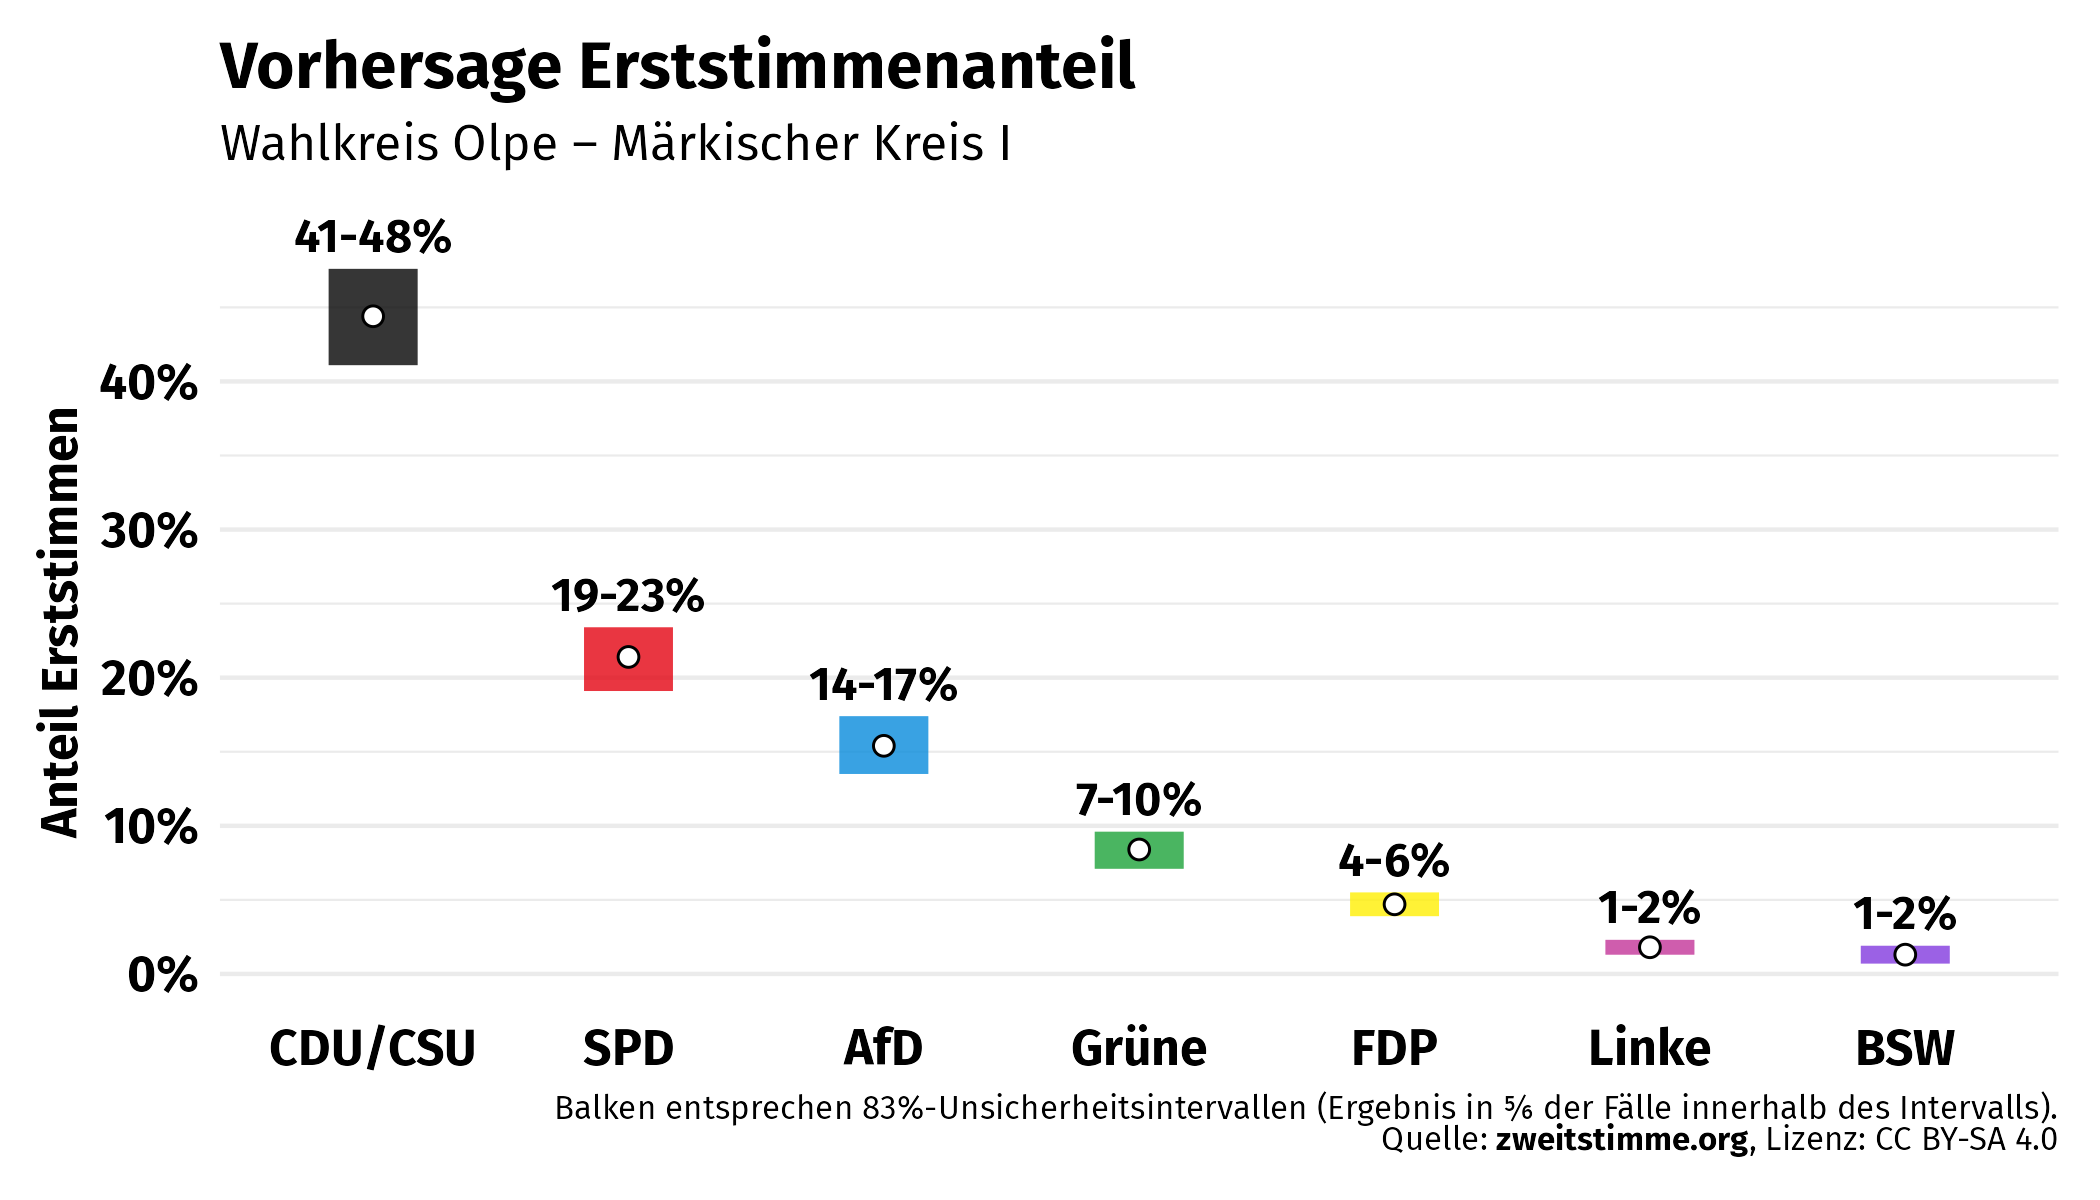 Vorhersage Erststimmenanteil
Wahlkreis Olpe – Märkischer Kreis I
41-48%
40%
30%
19-23%
20%
14-17%
7-10%
10%
4-6%
1-2%
1-2%
0%
Anteil Erststimmen
CDU/CSU SPD AfD Grüne FDP Linke BSW
Balken entsprechen 83%-Unsicherheitsintervallen (Ergebnis in ⅚ der Fälle innerhalb des Intervalls).
Quelle: zweitstimme.org, Lizenz: CC BY-SA 4.0